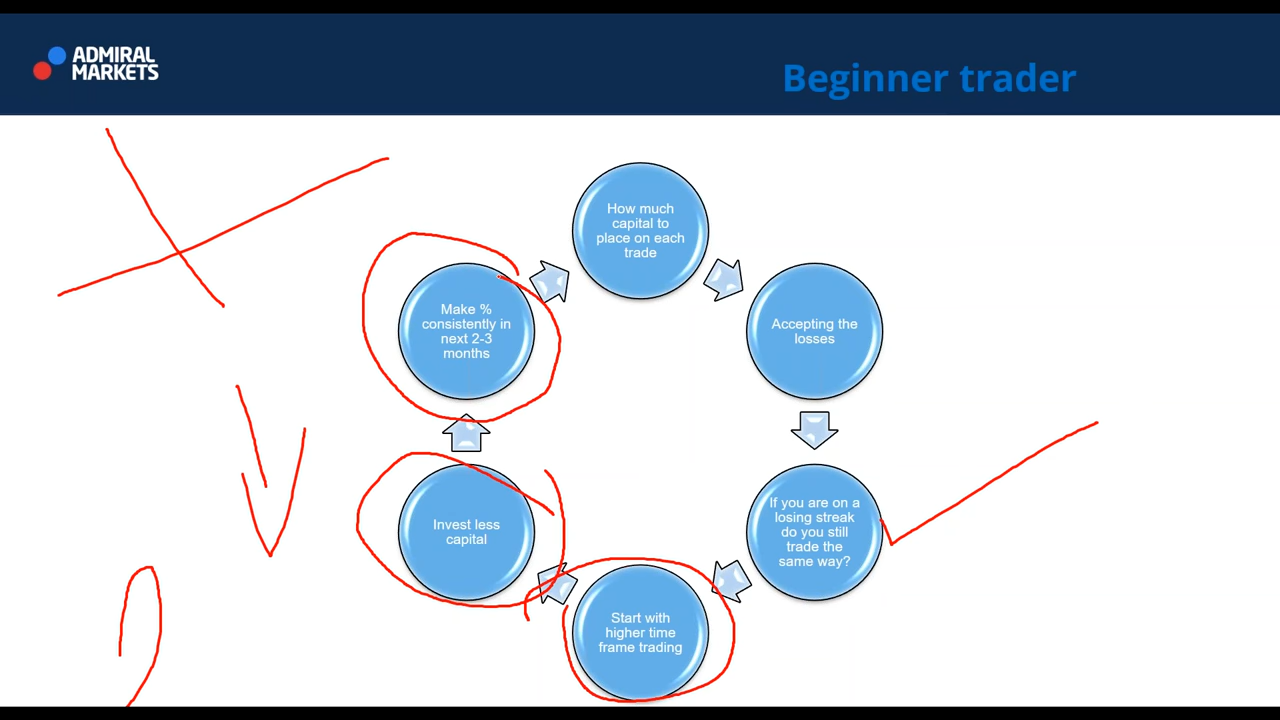 ADMIRAL
MARKETS
Beginner trader
How much
capital to
place on each
trade
Accepting the
losses
If you are on a
losing streak
do you still
trade the
same way?
Start with
higher time
frame trading
Invest less
capital
Make %
consistently in
next 2-3
months